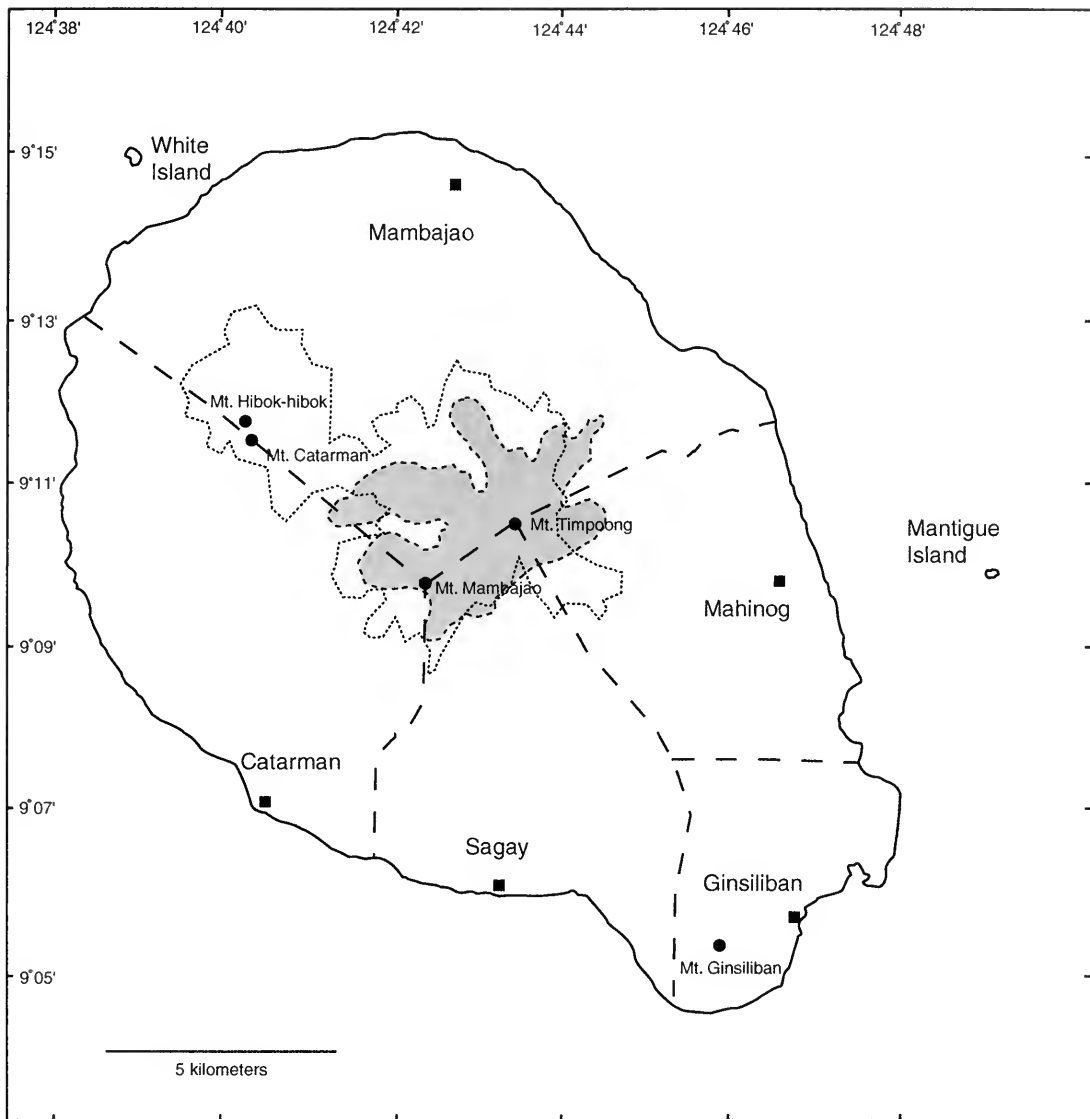 124°38' 124°40' 124°42' 124°44' 124°46' 124°48'
White
Island
9°15'
Mambajao
9°13'
Mt. Hibok-hibok
Mt. Catarman
9°11'
Mt. Timpoong
Mantigue
Island
Mt. Mambajao
Mahinog
9°09'
Catarman
9°07'
Sagay
Ginsiliban
Mt. Ginsiliban
9°05'
5 kilometers